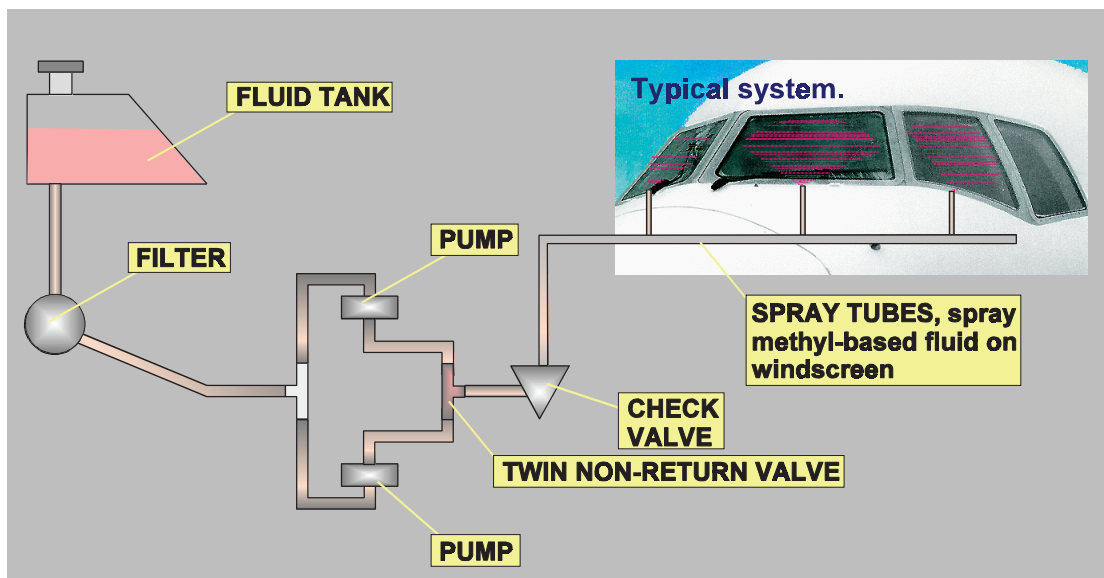 Typical system.
FLUID TANK
PUMP
FILTER
SPRAY TUBES, spray
methyl-based fluid on
windscreen
CHECK
VALVE
TWIN NON-RETURN VALVE
PUMP